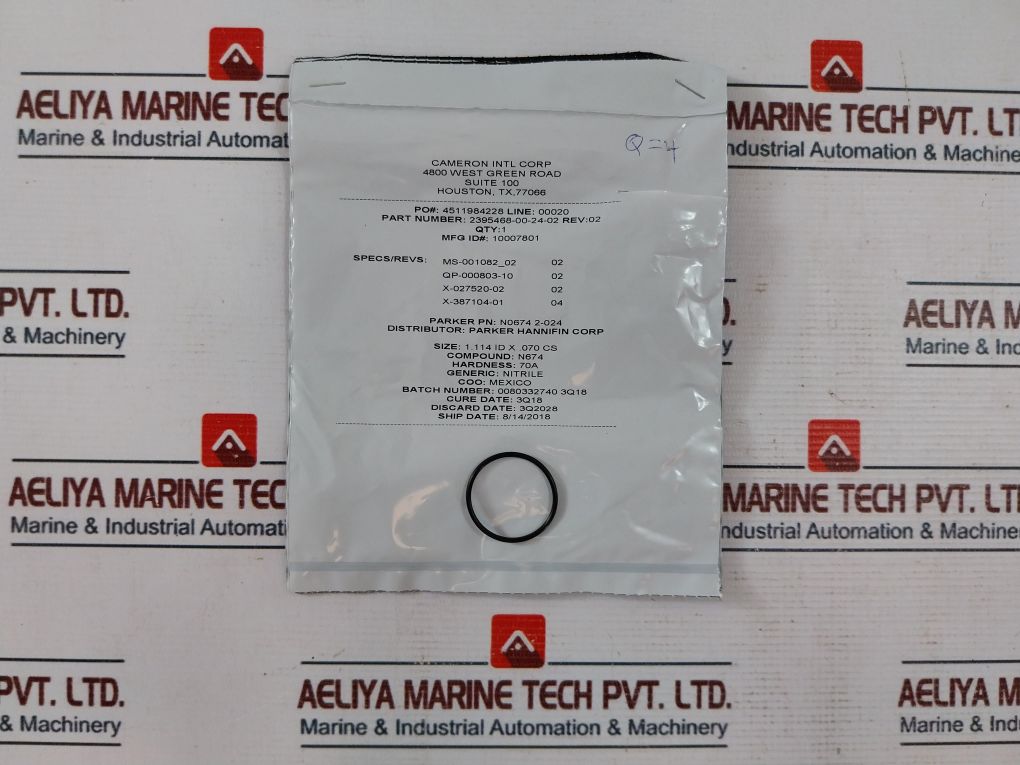 AELIYA MARINE TEC
Marine & Industrial Automati
MARINE TECH PVT. LT
ndustrial Automation & Machine
Q=4
CAMERON INTL CORP
4800 WEST GREEN ROAD
SUITE 100
HOUSTON, TX,77066
PO#: 4511984228 LINE: 00020
PART NUMBER: 2395468-00-24-02 REV:02
QTY:1
MFG ID#: 10007801
SPECS/REVS: MS-001082_02 02
QP-000803-10 02
X-027520-02 02
X-387104-01 04
PARKER PN: N0674 2-024
DISTRIBUTOR: PARKER HANNIFIN CORP
SIZE: 1.114 ID X .070 CS
COMPOUND: N674
HARDNESS: 70A
GENERIC: NITRILE
COO: MEXICO
BATCH NUMBER: 0080332740 3Q18
CURE DATE: 3Q18
DISCARD DATE: 3Q2028
SHIP DATE: 8/14/2018
PVT. LTD.
& Machinery
D.
ery
AELIYA M
Marine & In
AELIYA MARINE TEC
Marine & Industrial Automati
MARINE TECH PVT. LT
ndustrial Automation & Machine
PVT. LTD.
& Machinery
AELIYA MARINE TECH PVT. LTD.
Marine & Industrial Automation & Machinery
AELIYA M
Marine & Ind